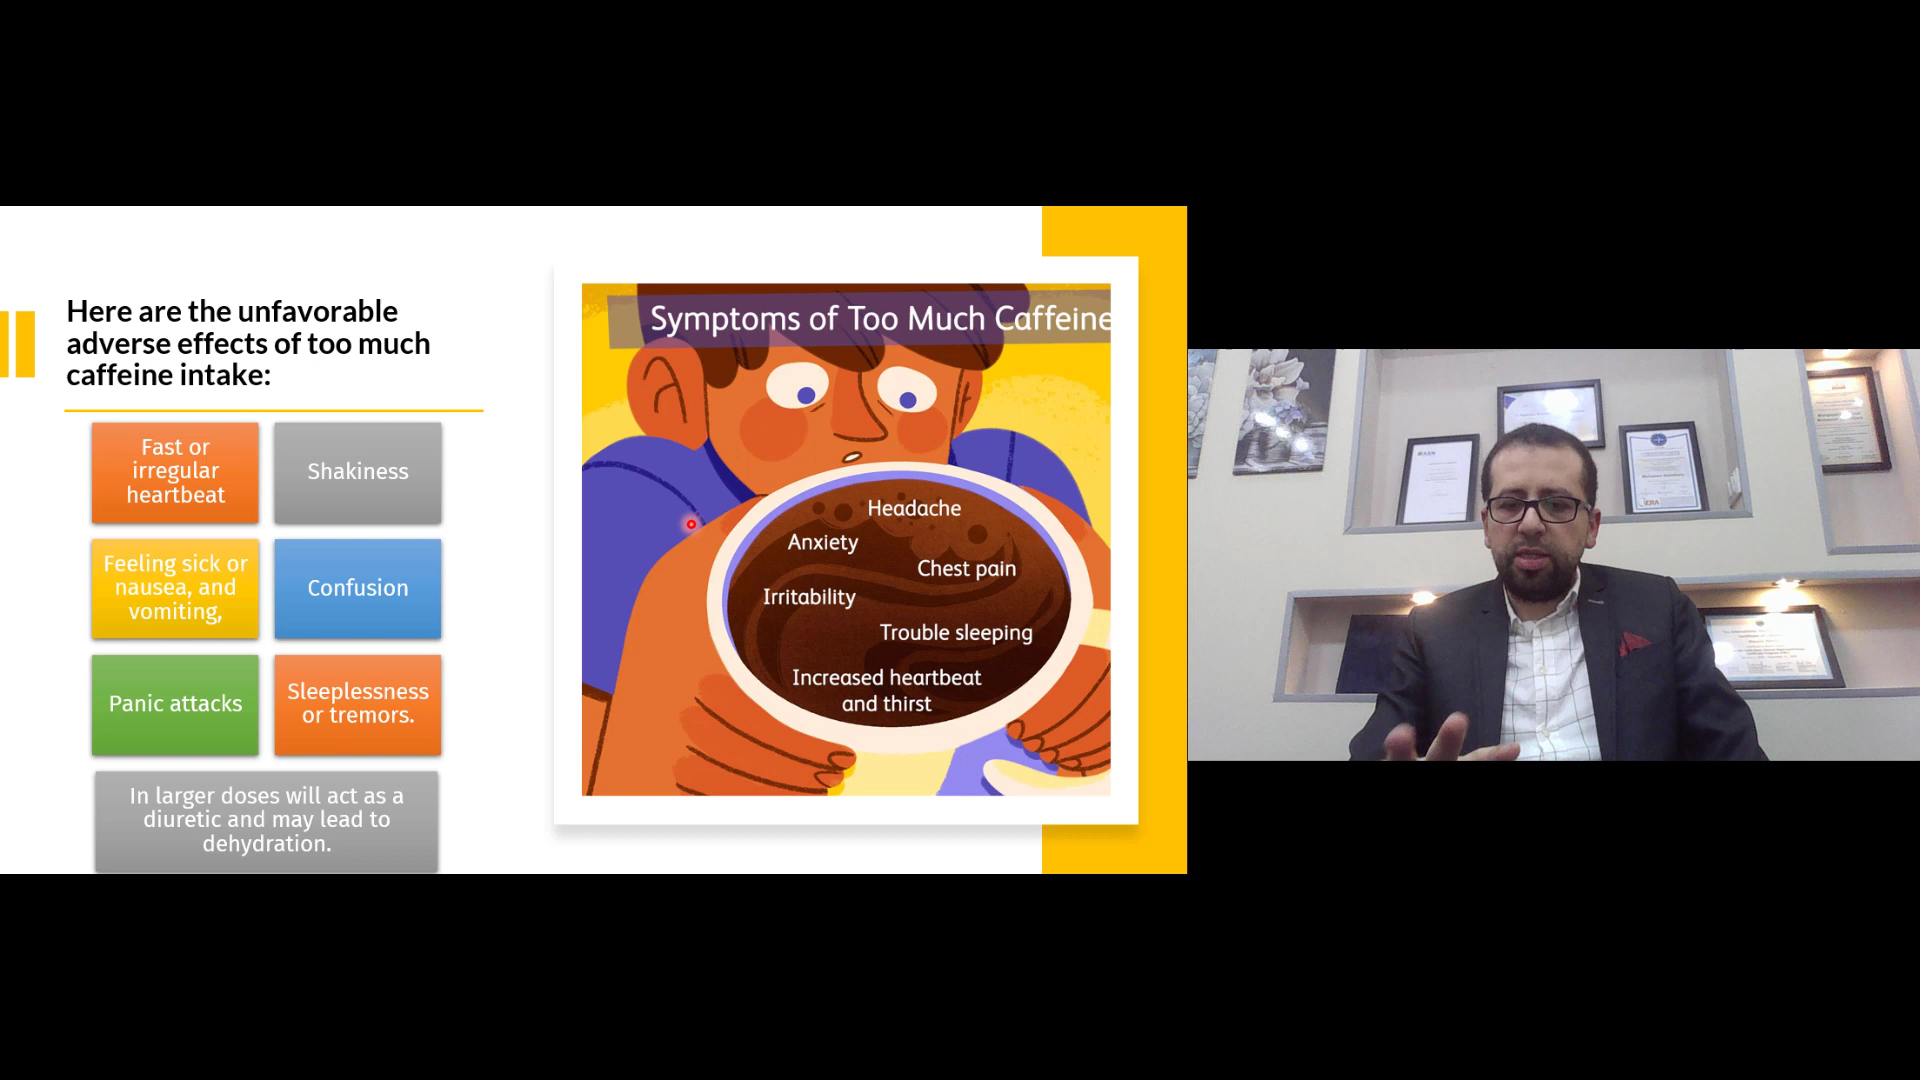 Here are the unfavorable
adverse effects of too much
caffeine intake:
Fast or
irregular
heartbeat
Shakiness
Feeling sick or
nausea, and
vomiting,
Confusion
Panic attacks
Sleeplessness
or tremors.
In larger doses will act as a
diuretic and may lead to
dehydration.
Symptoms of Too Much Caffeine
Headache
Anxiety
Chest pain
Irritability
Trouble sleeping
Increased heartbeat
and thirst
ERA